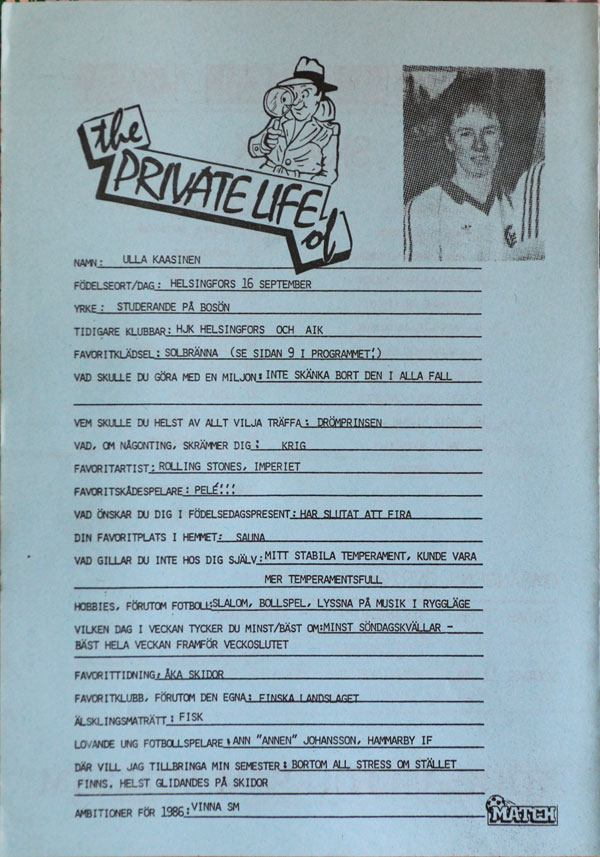 the
PRIVATE LIFE
of
NAMN: ULLA KAASINEN
FÖDELSEORT/DAG: HELSINGFORS 16 SEPTEMBER
YRKE: STUDERANDE PÅ BOSÖN
TIDIGARE KLUBBAR: HJK HELSINGFORS OCH AIK
FAVORITKLÄDSEL: SOLBRÄNNA (SE SIDAN 9 I PROGRAMMET!)
VAD SKULLE DU GÖRA MED EN MILJON: INTE SKÄNKA BORT DEN I ALLA FALL
VEM SKULLE DU HELST AV ALLT VILJA TRÄFFA: DRÖMPRINSEN
VAD, OM NÅGONTING, SKRÄMMER DIG: KRIG
FAVORITARTIST: ROLLING STONES, IMPERIET
FAVORITSKÅDESPELARE: PELÉ!!!
VAD ÖNSKAR DU DIG I FÖDELSEDAGSPRESENT: HAR SLUTAT ATT FIRA
DIN FAVORITPLATS I HEMMET: SAUNA
VAD GILLAR DU INTE HOS DIG SJÄLV: MITT STABILA TEMPERAMENT, KUNDE VARA
MER TEMPERAMENTSFULL
HOBBIES, FÖRUTOM FOTBOLL: SLALOM, BOLLSPEL, LYSSNA PÅ MUSIK I RYGGLÄGE
VILKEN DAG I VECKAN TYCKER DU MINST/BÄST OM: MINST SÖNDAGSKVÄLLAR -
BÄST HELA VECKAN FRAMFÖR VECKOSLUTET
FAVORITTIDNING: ÅKA SKIDOR
FAVORITKLUBB, FÖRUTOM DEN EGNA: FINSKA LANDSLAGET
ÄLSKLINGSMATRÄTT: FISK
LOVANDE UNG FOTBOLLSPELARE: ANN "ANNEN" JOHANSSON, HAMMARBY IF
DÄR VILL JAG TILLBRINGA MIN SEMESTER: BORTOM ALL STRESS OM STÄLLET
FINNS. HELST GLIDANDES PÅ SKIDOR
AMBITIONER FÖR 1986: VINNA SM
MATCH